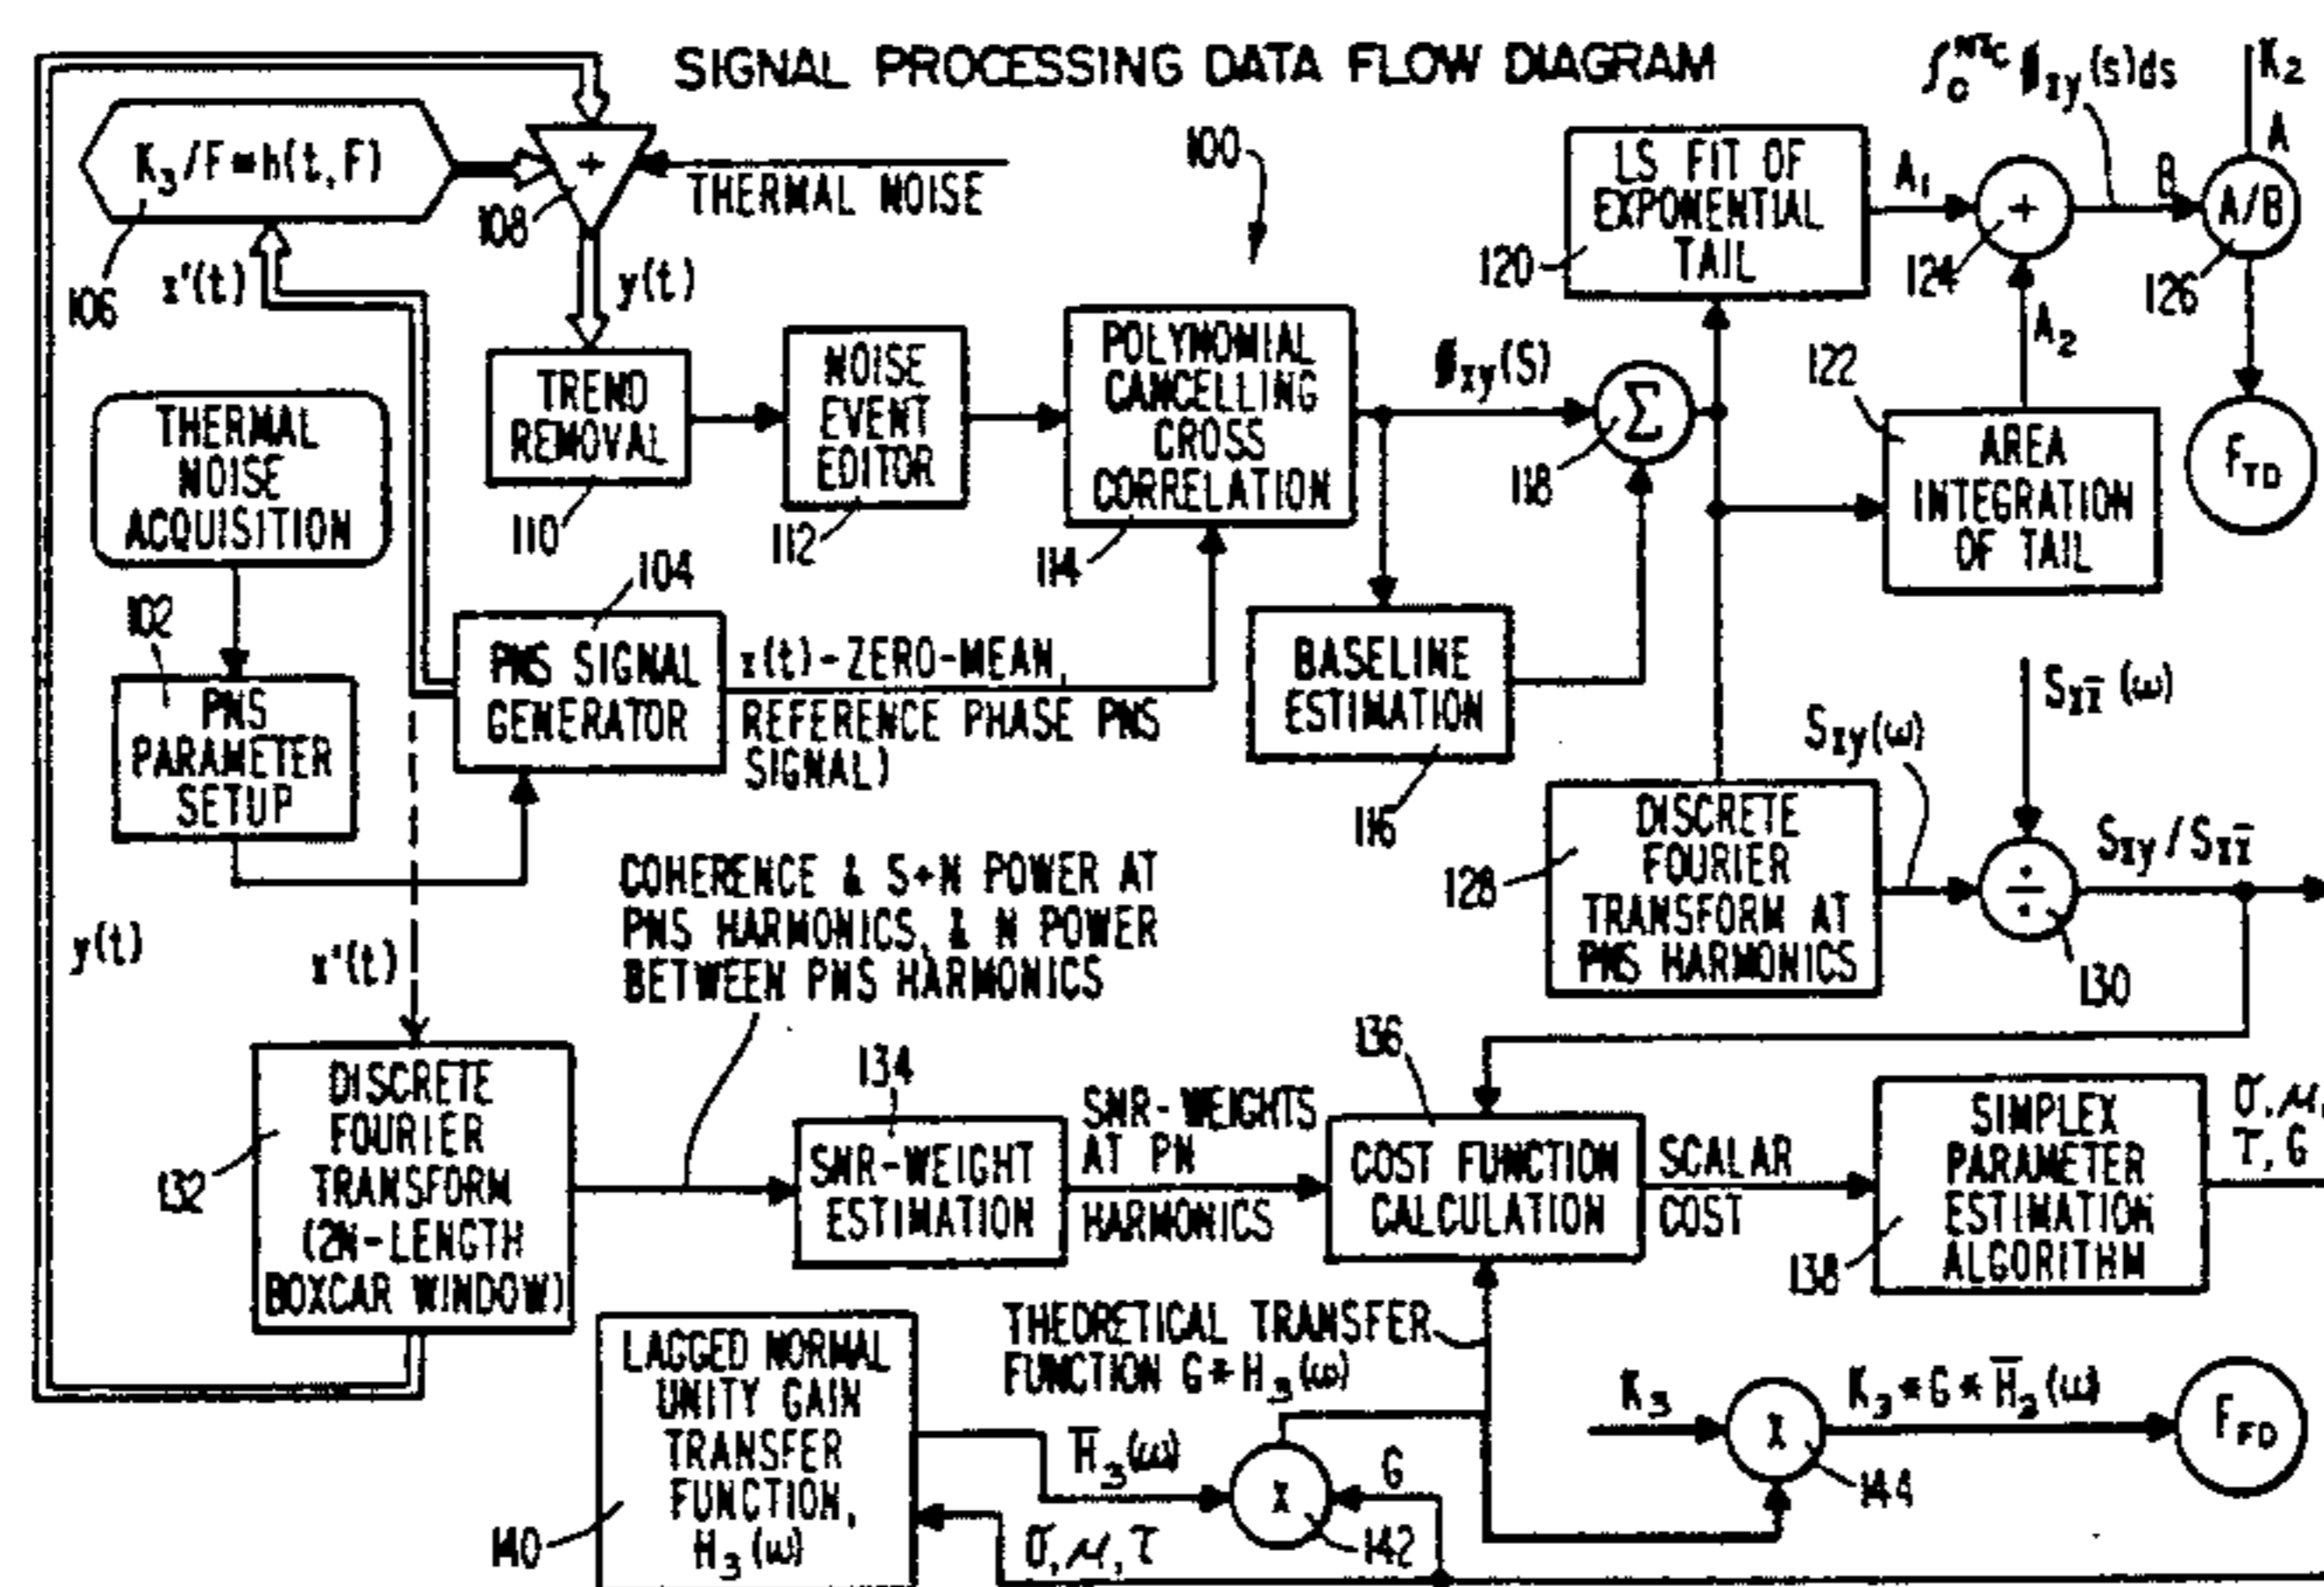 SIGNAL PROCESSING DATA FLOW DIAGRAM
K3/F = h(t,F)
106
108
+
THERMAL NOISE
x'(t)
y(t)
100
TREND
REMOVAL
110
NOISE
EVENT
EDITOR
112
POLYNOMIAL
CANCELLING
CROSS
CORRELATION
114
ϕxy(S)
Σ
118
LS FIT OF
EXPONENTIAL
TAIL
120
A1
+
124
∫0NTC ϕxy(s)ds
B
K2
A
A/B
126
A2
122
AREA
INTEGRATION
OF TAIL
FTD
THERMAL
NOISE
ACQUISITION
102
PNS
PARAMETER
SETUP
104
PNS SIGNAL
GENERATOR
x(t)-ZERO-MEAN,
REFERENCE PHASE PNS
SIGNAL)
BASELINE
ESTIMATION
116
DISCRETE
FOURIER
TRANSFORM AT
PNS HARMONICS
128
Sxy(ω)
Sxx̅(ω)
÷
130
Sxy/Sxx̅
y(t)
x'(t)
COHERENCE & S+N POWER AT
PNS HARMONICS, & N POWER
BETWEEN PNS HARMONICS
DISCRETE
FOURIER
TRANSFORM
(2N-LENGTH
BOXCAR WINDOW)
132
134
SNR-WEIGHT
ESTIMATION
SNR-WEIGHTS
AT PN
HARMONICS
136
COST FUNCTION
CALCULATION
SCALAR
COST
SIMPLEX
PARAMETER
ESTIMATION
ALGORITHM
138
σ,μ,
τ,G
LAGGED NORMAL
UNITY GAIN
TRANSFER
FUNCTION,
H3(ω)
140
THEORETICAL TRANSFER
FUNCTION G*H3(ω)
H̅3(ω)
X
142
G
σ,μ,τ
K3
X
144
K3*G*H̅3(ω)
FFD